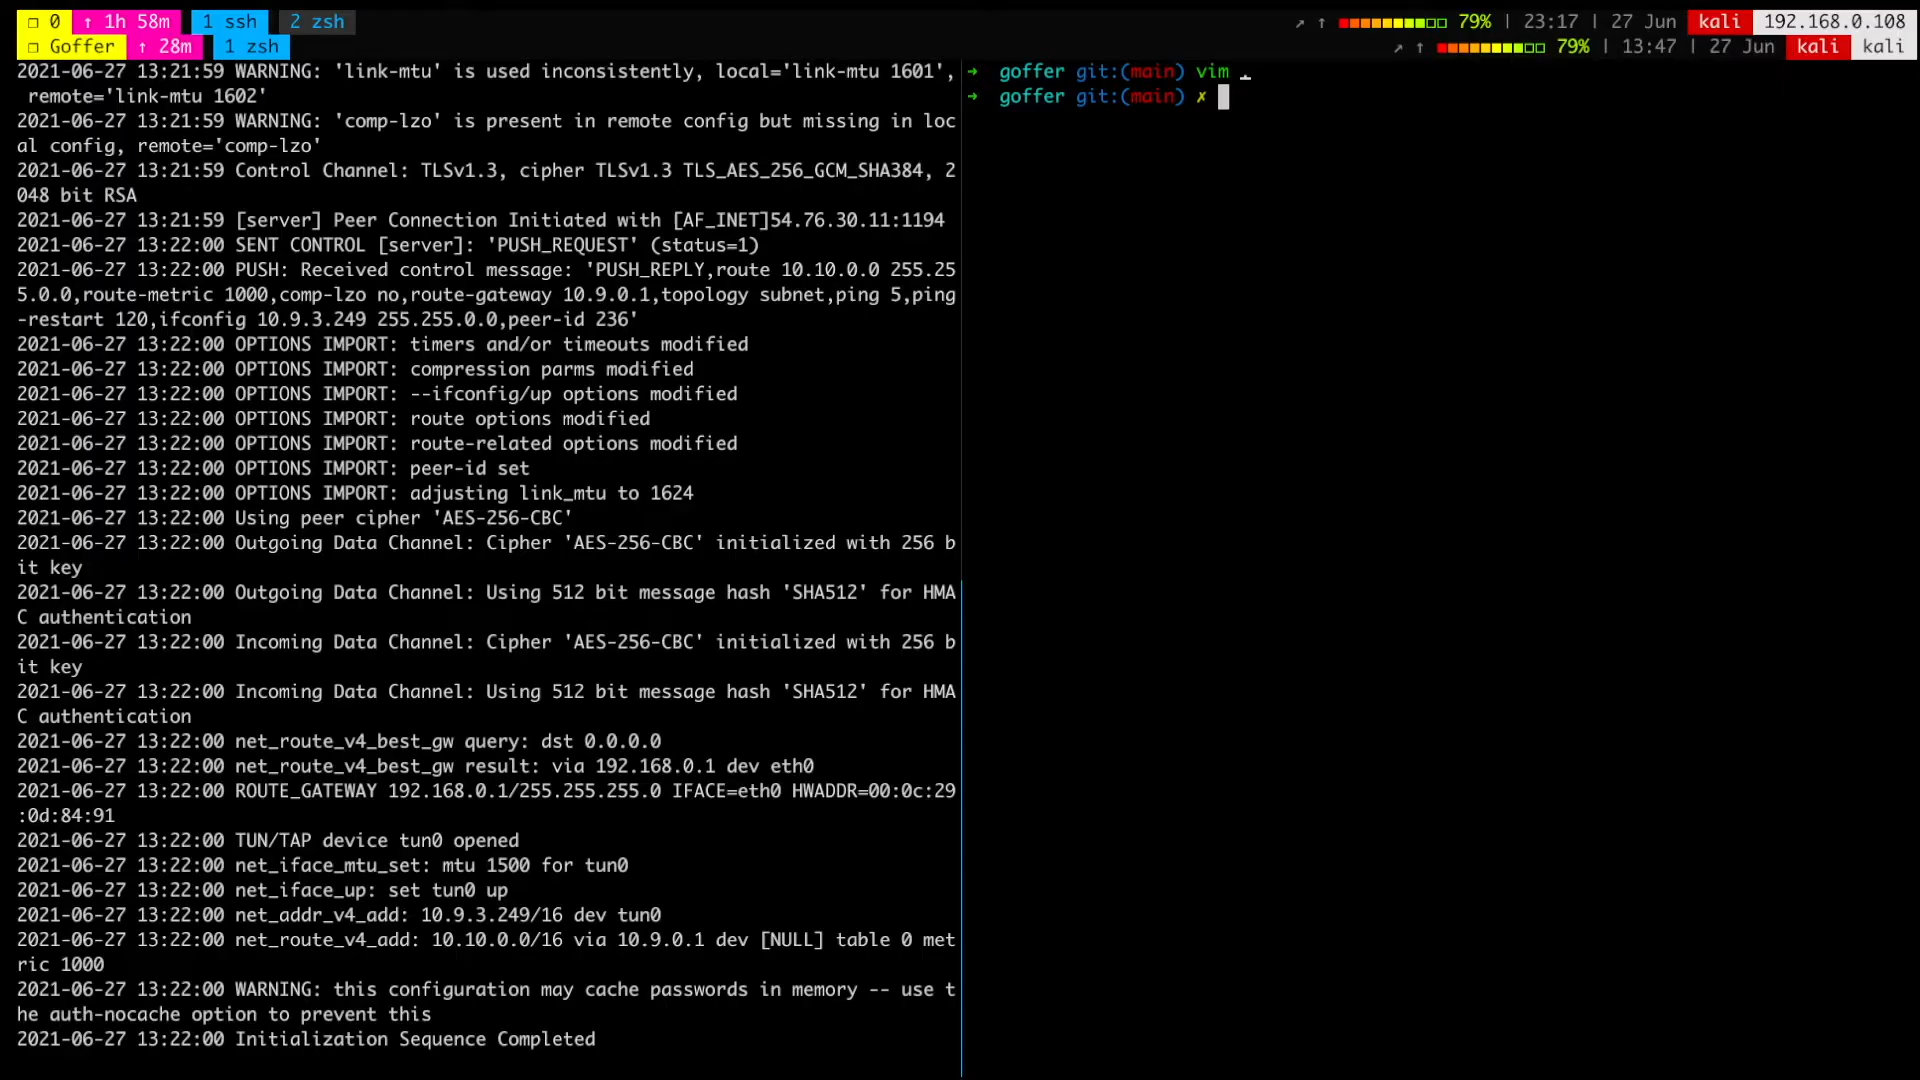 ❐ 0 ↑ 1h 58m 1 ssh 2 zsh ↗ ↑ 79% | 23:17 | 27 Jun kali 192.168.0.108
❐ Goffer ↑ 28m 1 zsh ↗ ↑ 79% | 13:47 | 27 Jun kali kali
2021-06-27 13:21:59 WARNING: 'link-mtu' is used inconsistently, local='link-mtu 1601',
remote='link-mtu 1602'
2021-06-27 13:21:59 WARNING: 'comp-lzo' is present in remote config but missing in loc
al config, remote='comp-lzo'
2021-06-27 13:21:59 Control Channel: TLSv1.3, cipher TLSv1.3 TLS_AES_256_GCM_SHA384, 2
048 bit RSA
2021-06-27 13:21:59 [server] Peer Connection Initiated with [AF_INET]54.76.30.11:1194
2021-06-27 13:22:00 SENT CONTROL [server]: 'PUSH_REQUEST' (status=1)
2021-06-27 13:22:00 PUSH: Received control message: 'PUSH_REPLY,route 10.10.0.0 255.25
5.0.0,route-metric 1000,comp-lzo no,route-gateway 10.9.0.1,topology subnet,ping 5,ping
-restart 120,ifconfig 10.9.3.249 255.255.0.0,peer-id 236'
2021-06-27 13:22:00 OPTIONS IMPORT: timers and/or timeouts modified
2021-06-27 13:22:00 OPTIONS IMPORT: compression parms modified
2021-06-27 13:22:00 OPTIONS IMPORT: --ifconfig/up options modified
2021-06-27 13:22:00 OPTIONS IMPORT: route options modified
2021-06-27 13:22:00 OPTIONS IMPORT: route-related options modified
2021-06-27 13:22:00 OPTIONS IMPORT: peer-id set
2021-06-27 13:22:00 OPTIONS IMPORT: adjusting link_mtu to 1624
2021-06-27 13:22:00 Using peer cipher 'AES-256-CBC'
2021-06-27 13:22:00 Outgoing Data Channel: Cipher 'AES-256-CBC' initialized with 256 b
it key
2021-06-27 13:22:00 Outgoing Data Channel: Using 512 bit message hash 'SHA512' for HMA
C authentication
2021-06-27 13:22:00 Incoming Data Channel: Cipher 'AES-256-CBC' initialized with 256 b
it key
2021-06-27 13:22:00 Incoming Data Channel: Using 512 bit message hash 'SHA512' for HMA
C authentication
2021-06-27 13:22:00 net_route_v4_best_gw query: dst 0.0.0.0
2021-06-27 13:22:00 net_route_v4_best_gw result: via 192.168.0.1 dev eth0
2021-06-27 13:22:00 ROUTE_GATEWAY 192.168.0.1/255.255.255.0 IFACE=eth0 HWADDR=00:0c:29
:0d:84:91
2021-06-27 13:22:00 TUN/TAP device tun0 opened
2021-06-27 13:22:00 net_iface_mtu_set: mtu 1500 for tun0
2021-06-27 13:22:00 net_iface_up: set tun0 up
2021-06-27 13:22:00 net_addr_v4_add: 10.9.3.249/16 dev tun0
2021-06-27 13:22:00 net_route_v4_add: 10.10.0.0/16 via 10.9.0.1 dev [NULL] table 0 met
ric 1000
2021-06-27 13:22:00 WARNING: this configuration may cache passwords in memory -- use t
he auth-nocache option to prevent this
2021-06-27 13:22:00 Initialization Sequence Completed
→ goffer git:(main) vim .
→ goffer git:(main) ✗